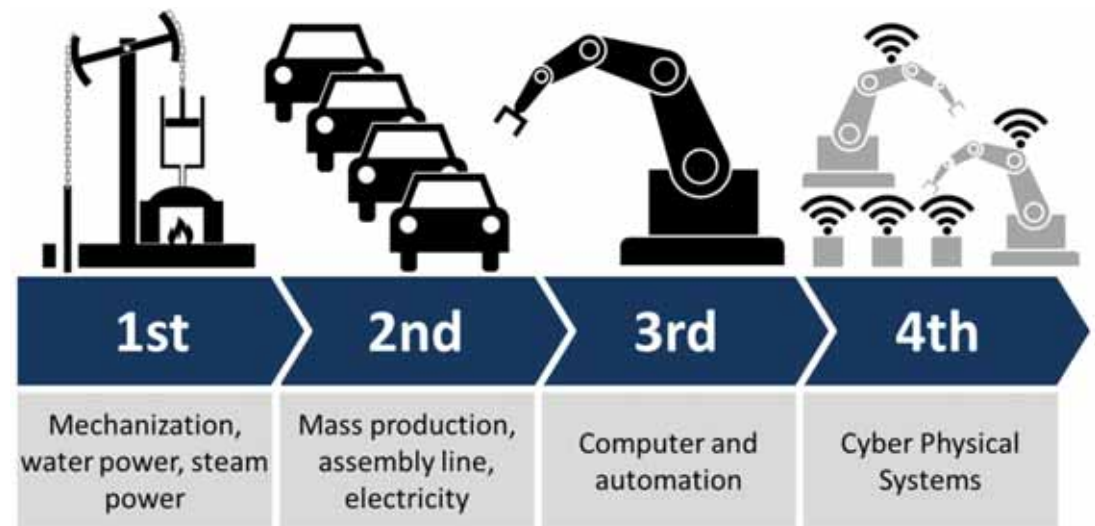 1st
2nd
3rd
4th
Mechanization,
water power, steam
power
Mass production,
assembly line,
electricity
Computer and
automation
Cyber Physical
Systems